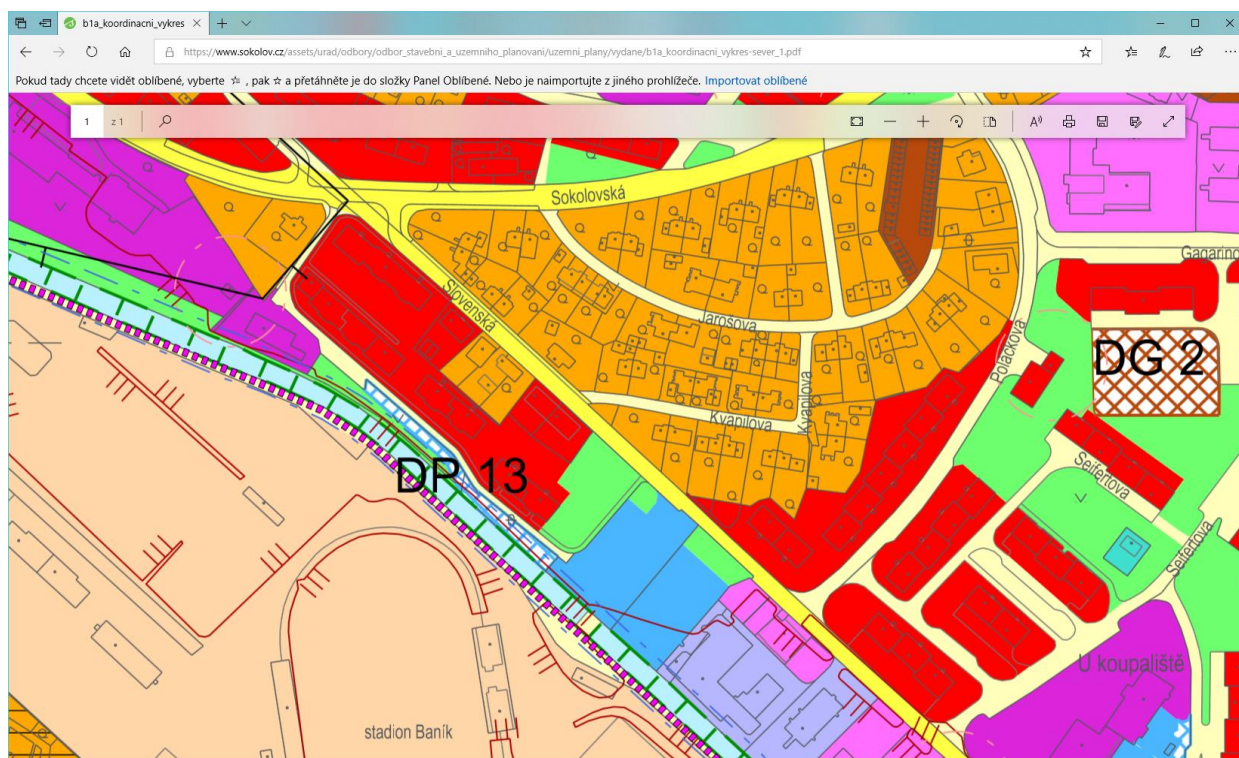 b1a_koordinacni_vykres
https://www.sokolov.cz/assets/urad/odbory/odbor_stavebni_a_uzemniho_planovani/uzemni_plany/vydane/b1a_koordinacni_vykres-sever_1.pdf
Pokud tady chcete vidět oblíbené, vyberte , pak a přetáhněte je do složky Panel Oblíbené. Nebo je naimportujte z jiného prohlížeče. Importovat oblíbené
1 z 1
Sokolovská
Gagarino
Slovenská
Jarošova
Poláčkova
DG 2
Kvapilova
Kvapilova
DP 13
Seifertova
Seifertova
U koupaliště
stadion Baník